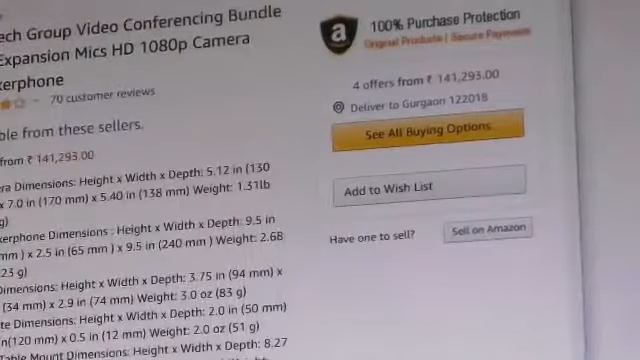 ech Group Video Conferencing Bundle
Expansion Mics HD 1080p Camera
kerphone
70 customer reviews
ble from these sellers.
from ₹ 141,293.00
ra Dimensions: Height x Width x Depth: 5.12 in (130
x 7.0 in (170 mm) x 5.40 in (138 mm) Weight: 1.31lb
g)
kerphone Dimensions : Height x Width x Depth: 9.5 in
mm ) x 2.5 in (65 mm ) x 9.5 in (240 mm ) Weight: 2.68
23 g)
Dimensions: Height x Width x Depth: 3.75 in (94 mm) x
(34 mm) x 2.9 in (74 mm) Weight: 3.0 oz (83 g)
te Dimensions: Height x Width x Depth: 2.0 in (50 mm)
n(120 mm) x 0.5 in (12 mm) Weight: 2.0 oz (51 g)
Table Mount Dimensions: Height x Width x Depth: 8.27
a
100% Purchase Protection
Original Products | Secure Payments
4 offers from ₹ 141,293.00
Deliver to Gurgaon 122018
See All Buying Options
Add to Wish List
Have one to sell?
Sell on Amazon